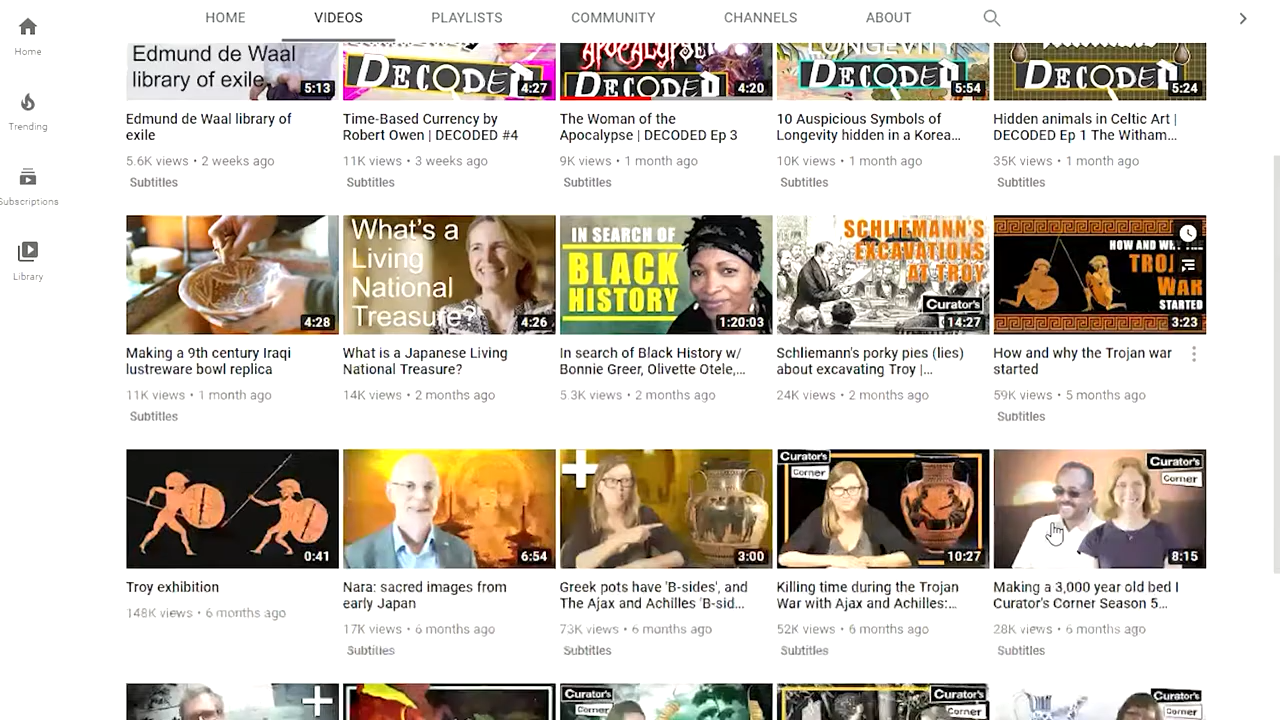 HOME VIDEOS PLAYLISTS COMMUNITY CHANNELS ABOUT
Home
Trending
Subscriptions
Library
Edmund de Waal
library of exile
5:13
DECODED
4:27
APOCALYPSE
DECODED
4:20
LONGEVITY
DECODED
5:54
DECODED
5:24
Edmund de Waal library of
exile
5.6K views • 2 weeks ago
Subtitles
Time-Based Currency by
Robert Owen | DECODED #4
11K views • 3 weeks ago
Subtitles
The Woman of the
Apocalypse | DECODED Ep 3
9K views • 1 month ago
Subtitles
10 Auspicious Symbols of
Longevity hidden in a Korea...
10K views • 1 month ago
Subtitles
Hidden animals in Celtic Art |
DECODED Ep 1 The Witham...
35K views • 1 month ago
Subtitles
4:28
What's a
Living
National
Treasure?
4:26
IN SEARCH OF
BLACK
HISTORY
1:20:03
SCHLIEMANN'S
EXCAVATIONS
AT TROY
Curator's
14:27
HOW AND WHY THE
TROJ
WAR
STARTED
3:23
Making a 9th century Iraqi
lustreware bowl replica
11K views • 1 month ago
Subtitles
What is a Japanese Living
National Treasure?
14K views • 2 months ago
In search of Black History w/
Bonnie Greer, Olivette Otele,...
5.3K views • 2 months ago
Schliemann's porky pies (lies)
about excavating Troy |...
24K views • 2 months ago
How and why the Trojan war
started
59K views • 5 months ago
Subtitles
0:41
6:54
3:00
Curator's
Corner
10:27
Curator's
Corner
8:15
Troy exhibition
148K views • 6 months ago
Nara: sacred images from
early Japan
17K views • 6 months ago
Subtitles
Greek pots have 'B-sides', and
The Ajax and Achilles 'B-sid...
73K views • 6 months ago
Subtitles
Killing time during the Trojan
War with Ajax and Achilles:...
52K views • 6 months ago
Subtitles
Making a 3,000 year old bed I
Curator's Corner Season 5...
28K views • 6 months ago
Subtitles
Curator's
Corner
Curator's
Corner
Curator's
Corner